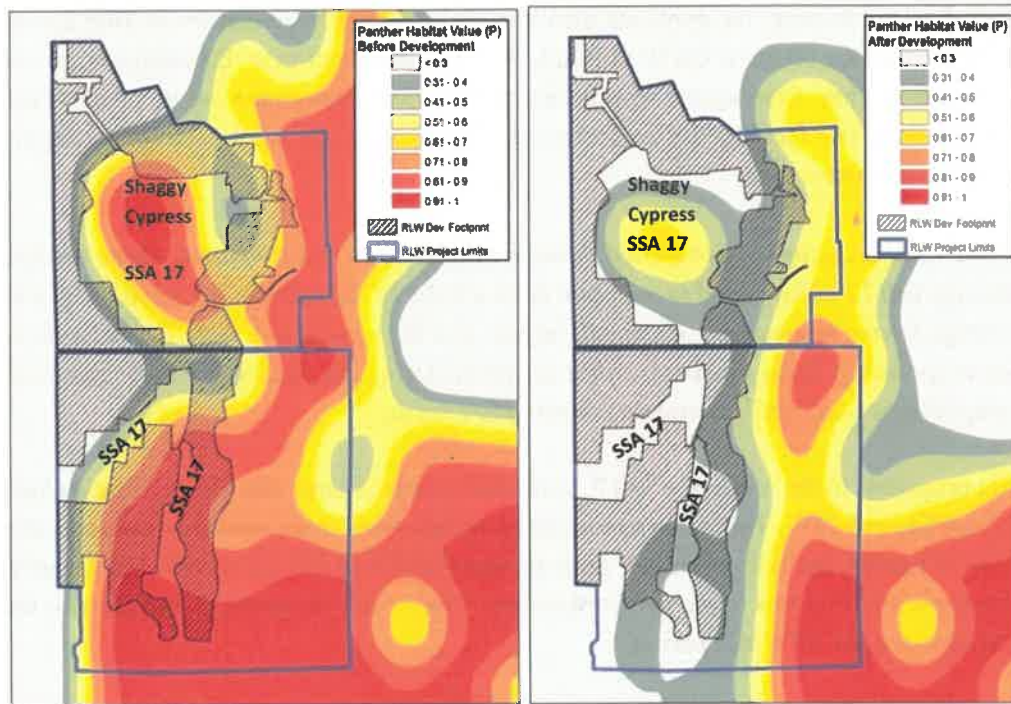 Panther Habitat Value (P)
Before Development
< 0.3
0.31 - 0.4
0.41 - 0.5
0.51 - 0.6
0.61 - 0.7
0.71 - 0.8
0.81 - 0.9
0.91 - 1
RLW Dev Footprint
RLW Project Limits
Shaggy
Cypress
SSA 17
SSA 17
SSA 17
Panther Habitat Value (P)
After Development
< 0.3
0.31 - 0.4
0.41 - 0.5
0.51 - 0.6
0.61 - 0.7
0.71 - 0.8
0.81 - 0.9
0.91 - 1
RLW Dev Footprint
RLW Project Limits
Shaggy
Cypress
SSA 17
SSA 17
SSA 17